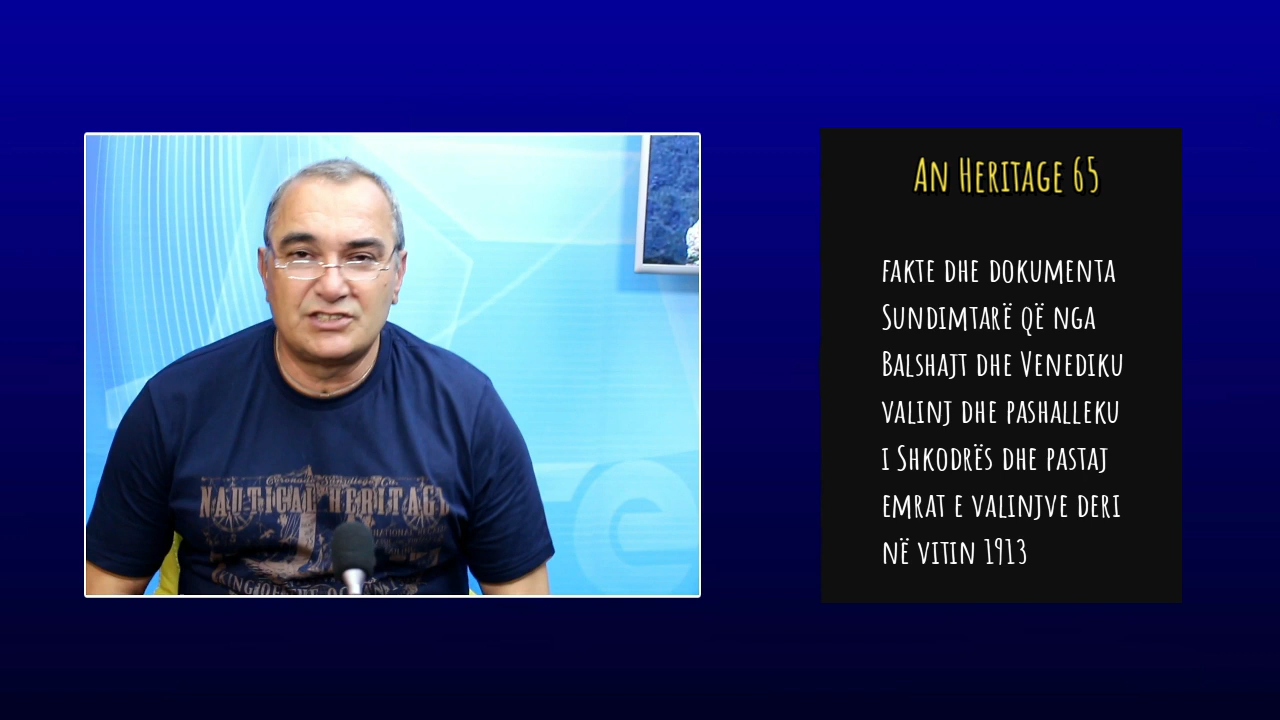 An Heritage 65
fakte dhe dokumenta
Sundimtarë që nga
Balshajt dhe Venediku
valinj dhe pashalleku
i Shkodrës dhe pastaj
emrat e valinjve deri
në vitin 1913
NAUTICAL HERITAGE